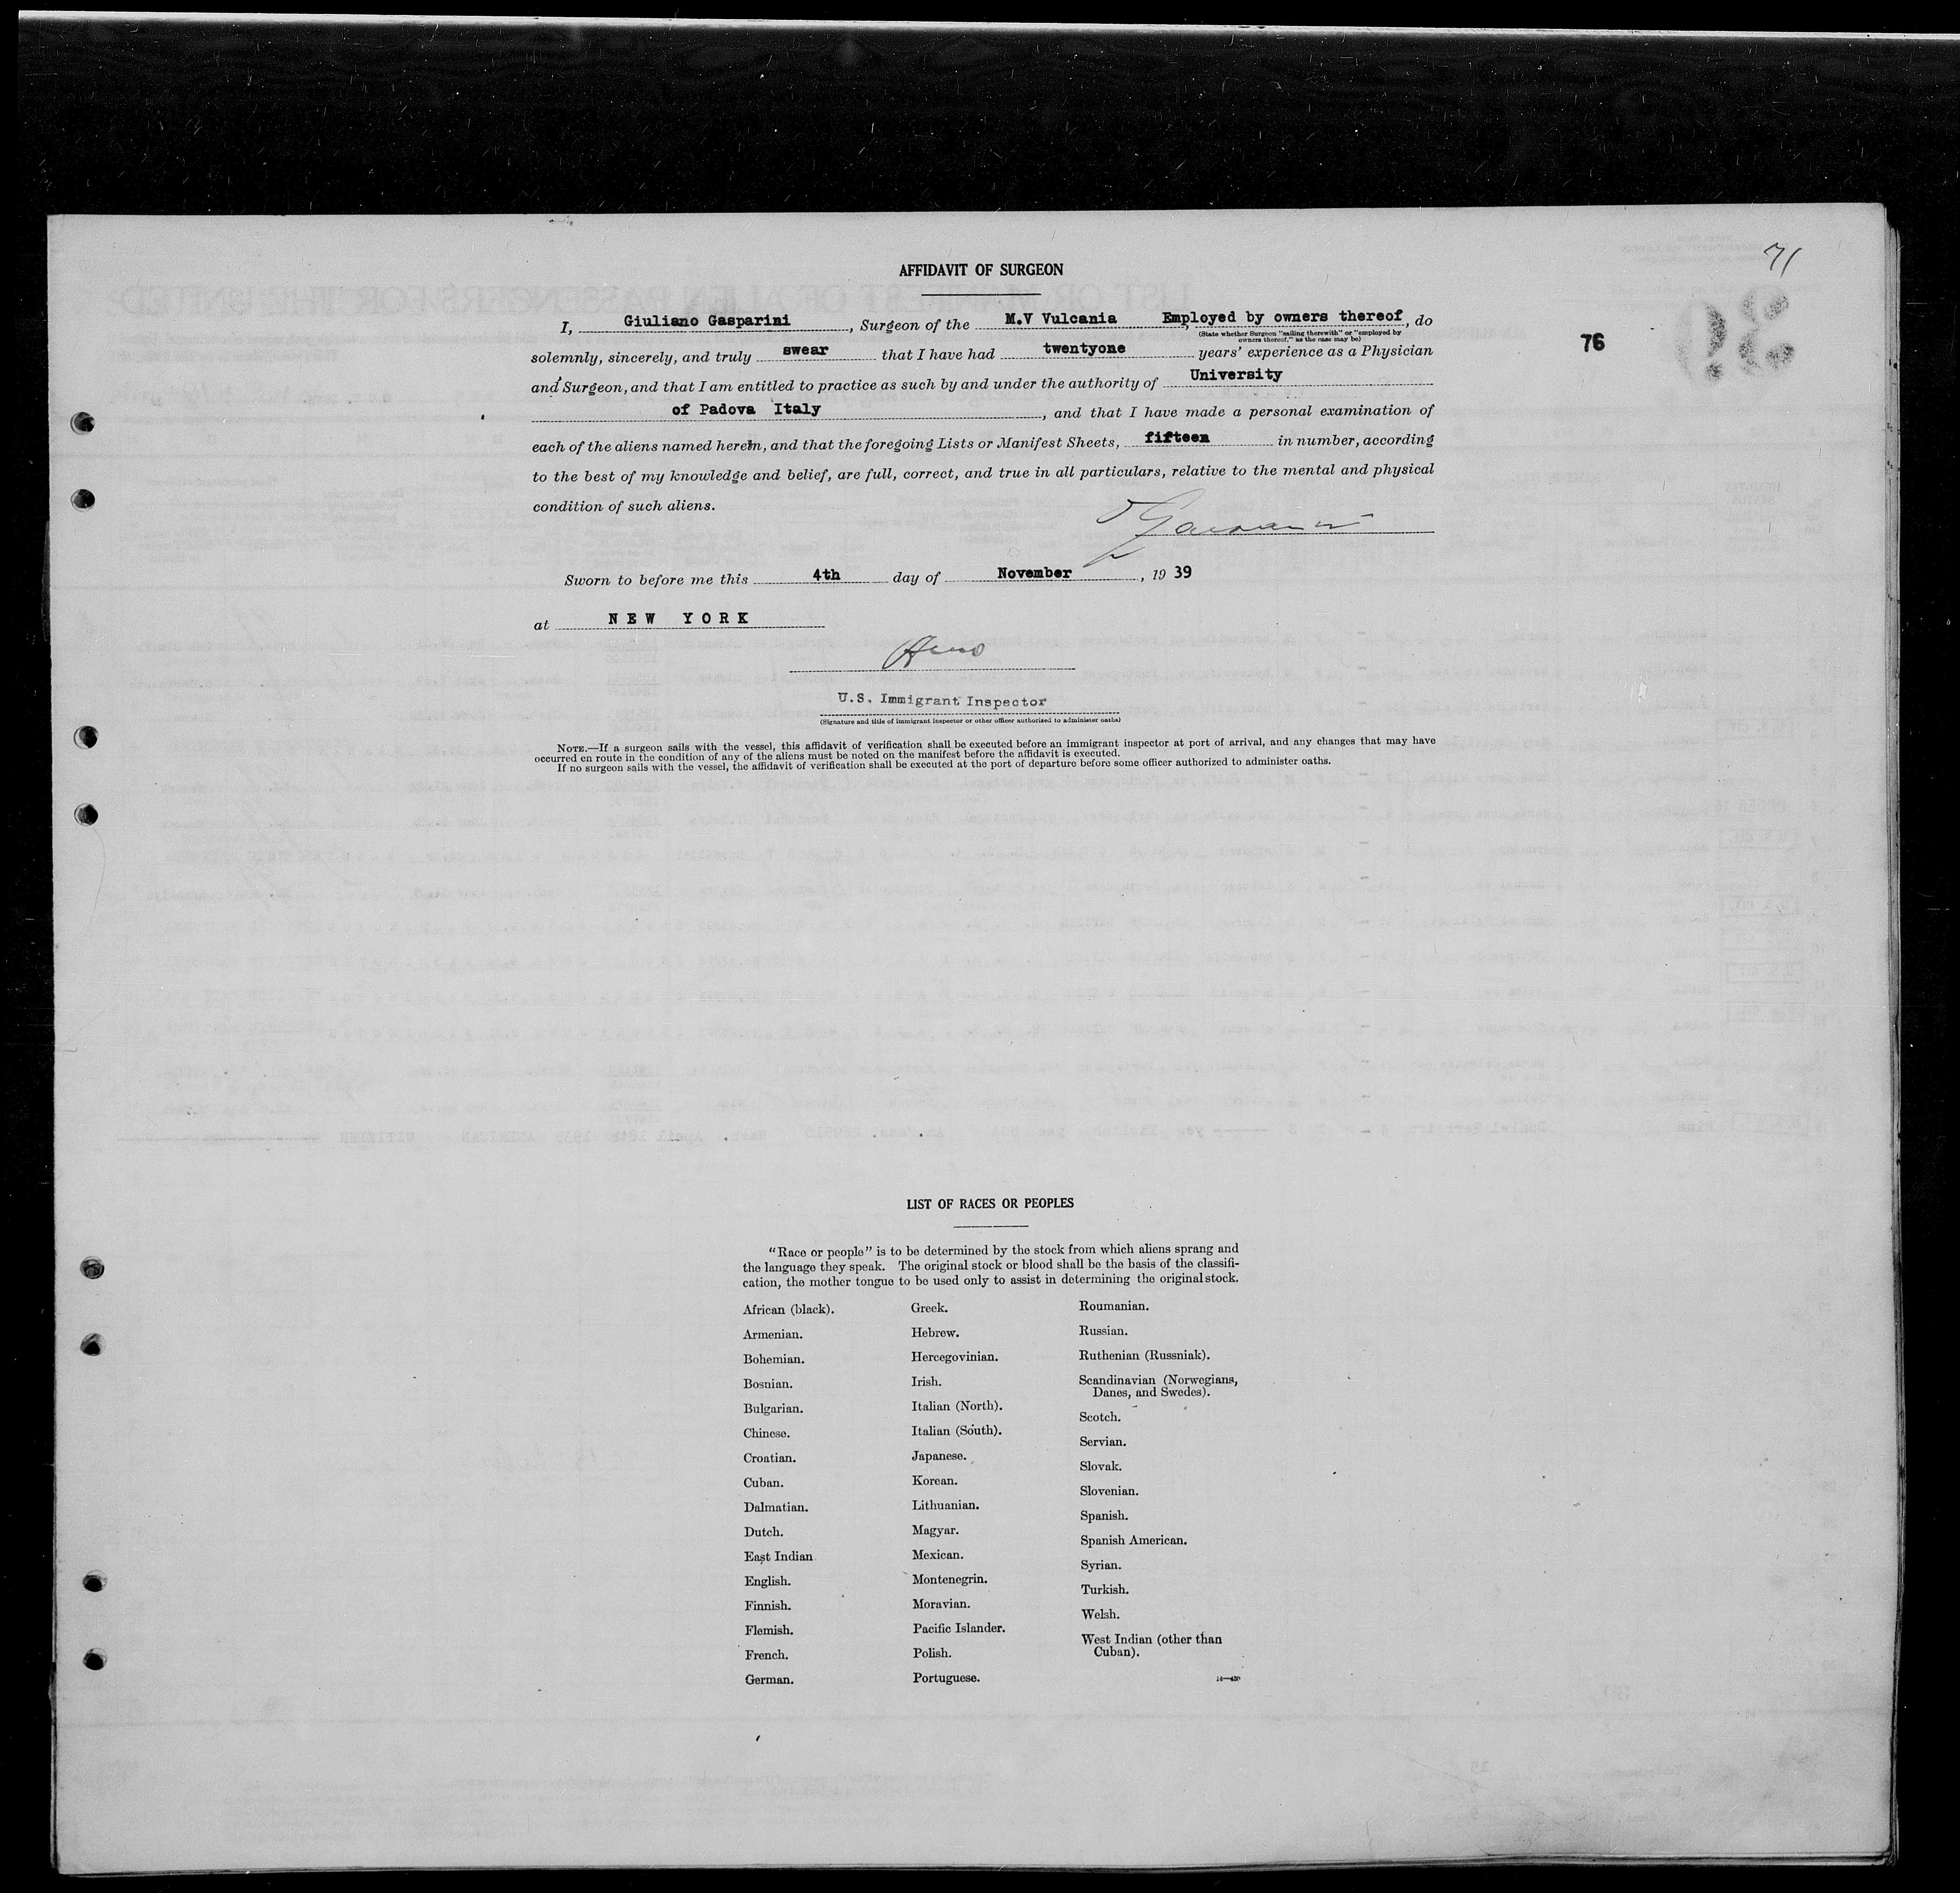 71
AFFIDAVIT OF SURGEON
76
I, Giuliano Gasparini, Surgeon of the M.V Vulcania Employed by owners thereof, do
(State whether Surgeon "sailing therewith" or "employed by
owners thereof," as the case may be)
solemnly, sincerely, and truly swear that I have had twentyone years' experience as a Physician
and Surgeon, and that I am entitled to practice as such by and under the authority of University
of Padova Italy, and that I have made a personal examination of
each of the aliens named herein, and that the foregoing Lists or Manifest Sheets, fifteen in number, according
to the best of my knowledge and belief, are full, correct, and true in all particulars, relative to the mental and physical
condition of such aliens.
Sworn to before me this 4th day of November, 19 39
at NEW YORK
U.S. Immigrant Inspector
(Signature and title of immigrant inspector or other officer authorized to administer oaths)
NOTE.—If a surgeon sails with the vessel, this affidavit of verification shall be executed before an immigrant inspector at port of arrival, and any changes that may have
occurred en route in the condition of any of the aliens must be noted on the manifest before the affidavit is executed.
If no surgeon sails with the vessel, the affidavit of verification shall be executed at the port of departure before some officer authorized to administer oaths.
LIST OF RACES OR PEOPLES
"Race or people" is to be determined by the stock from which aliens sprang and
the language they speak. The original stock or blood shall be the basis of the classifi-
cation, the mother tongue to be used only to assist in determining the original stock.
African (black).
Armenian.
Bohemian.
Bosnian.
Bulgarian.
Chinese.
Croatian.
Cuban.
Dalmatian.
Dutch.
East Indian
English.
Finnish.
Flemish.
French.
German.
Greek.
Hebrew.
Hercegovinian.
Irish.
Italian (North).
Italian (South).
Japanese.
Korean.
Lithuanian.
Magyar.
Mexican.
Montenegrin.
Moravian.
Pacific Islander.
Polish.
Portuguese.
Roumanian.
Russian.
Ruthenian (Russniak).
Scandinavian (Norwegians,
Danes, and Swedes).
Scotch.
Servian.
Slovak.
Slovenian.
Spanish.
Spanish American.
Syrian.
Turkish.
Welsh.
West Indian (other than
Cuban).